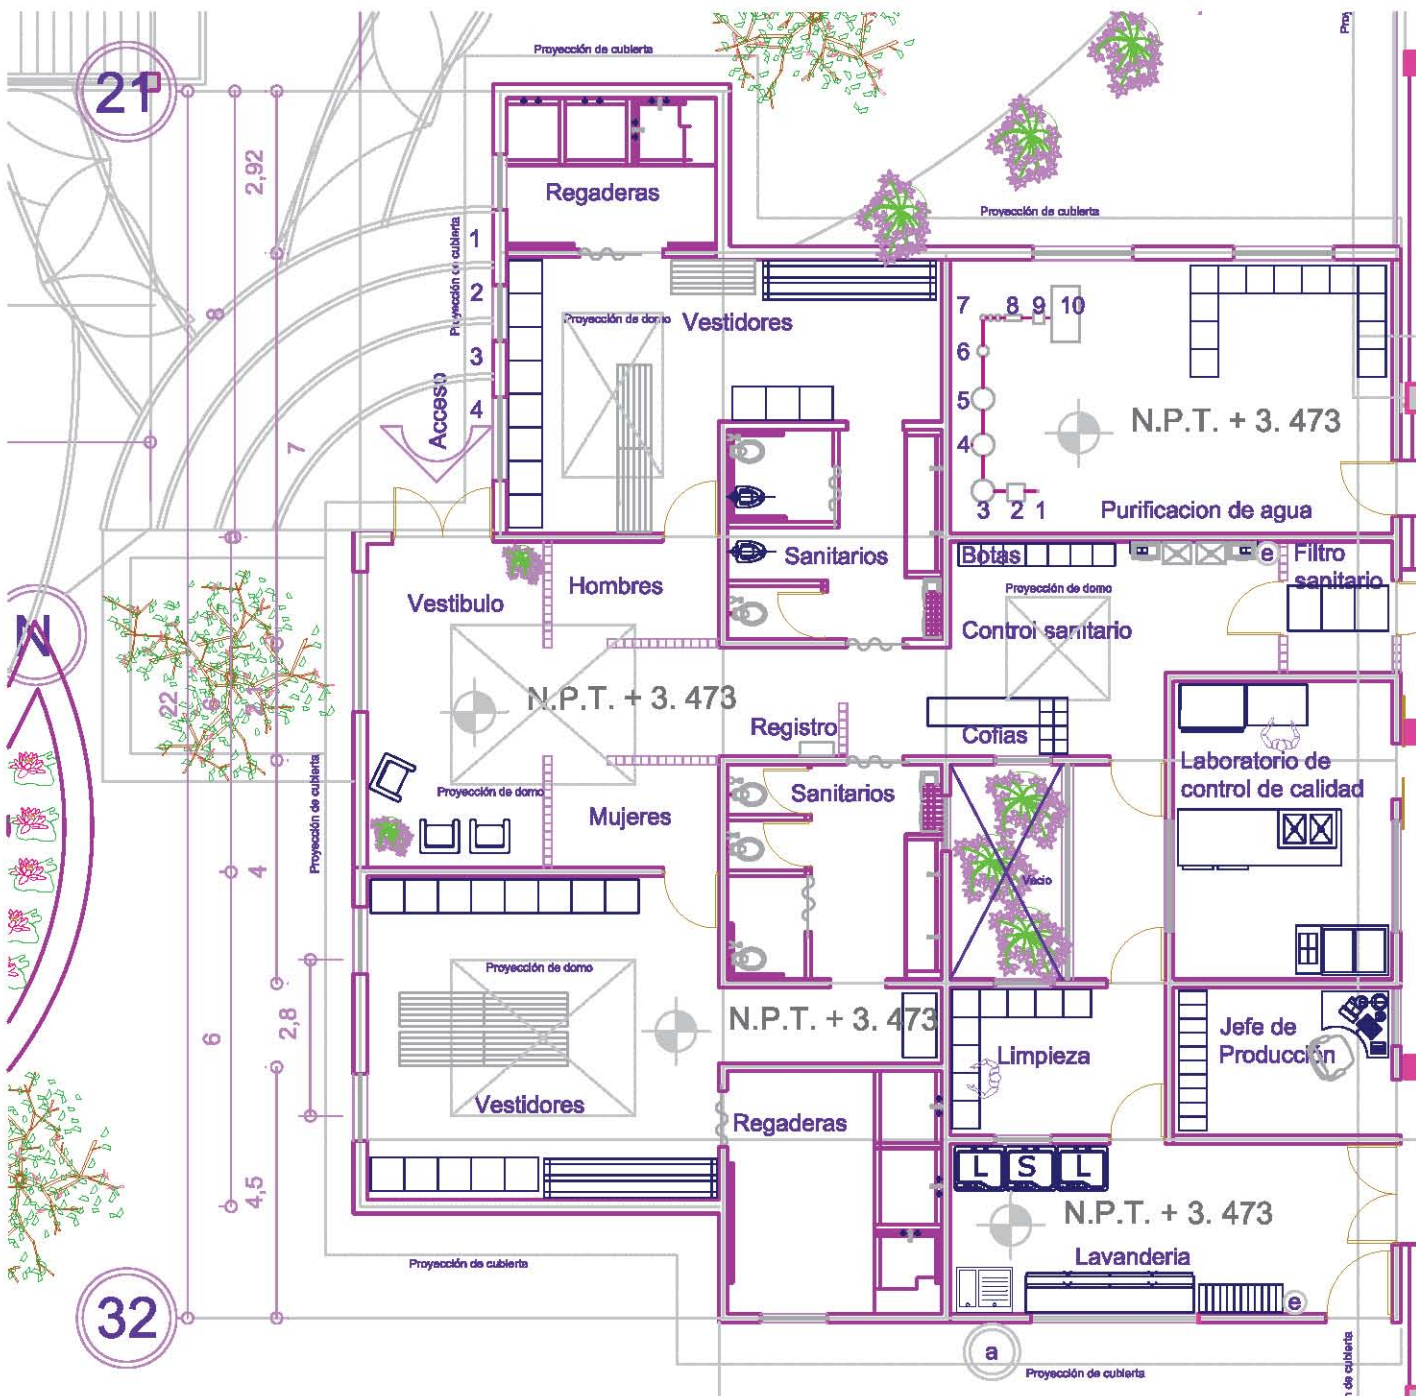 Proyección de cubierta
21
2,92
Regaderas
Proyección de cubierta
Proyección de cubierta
1
2
3
4
8
7
Acceso
Proyección de domo
Vestidores
7
8
9
10
6
5
4
3
2
1
N.P.T. + 3. 473
Purificacion de agua
Botas
e
Filtro
sanitario
Sanitarios
Hombres
Vestibulo
Proyección de domo
Control sanitario
N
22
6
N.P.T. + 3. 473
Registro
Cofias
Laboratorio de
control de calidad
Proyección de domo
Mujeres
Sanitarios
Proyección de cubierta
4
Vacio
Proyección de domo
2,8
6
N.P.T. + 3. 473
Limpieza
Jefe de
Producción
Vestidores
Regaderas
4,5
L
S
L
N.P.T. + 3. 473
Lavanderia
Proyección de cubierta
32
e
a
Proyección de cubierta
n de cubierta